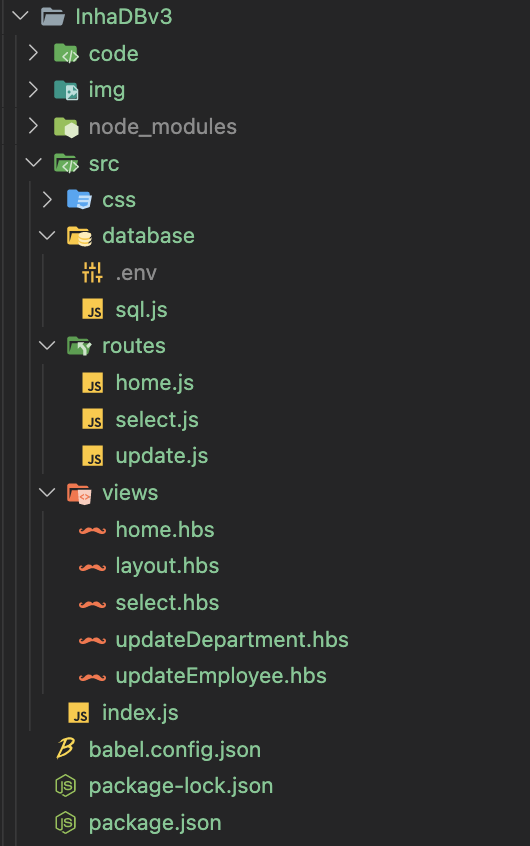 InhaDBv3
code
img
node_modules
src
css
database
.env
JS sql.js
routes
JS home.js
JS select.js
JS update.js
views
home.hbs
layout.hbs
select.hbs
updateDepartment.hbs
updateEmployee.hbs
JS index.js
B babel.config.json
JS package-lock.json
JS package.json